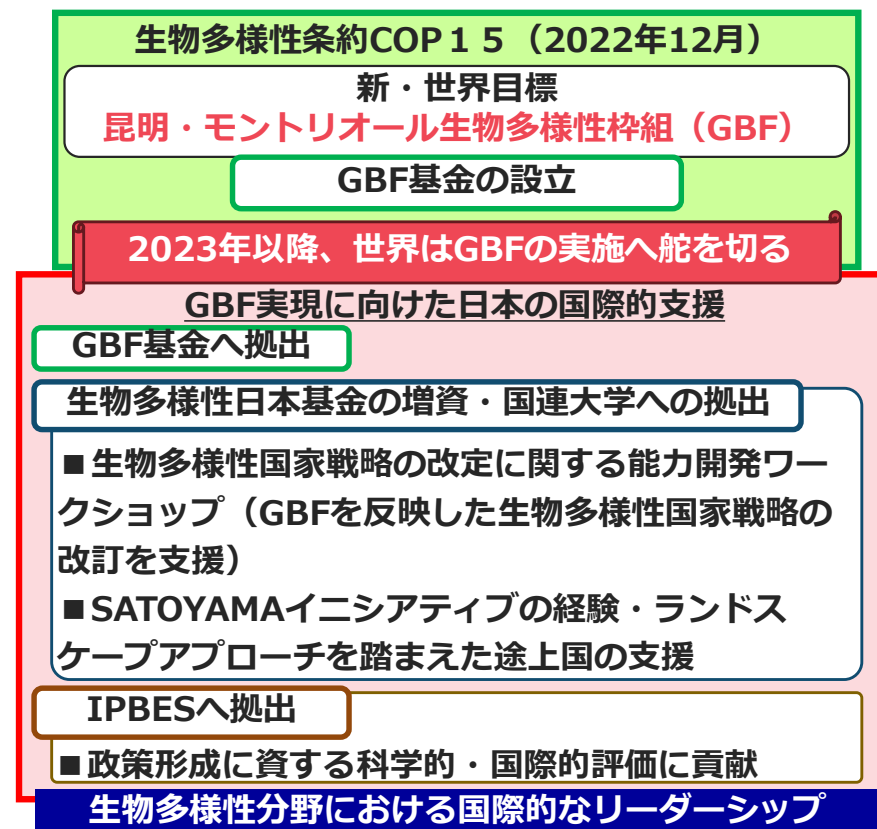 生物多様性条約COP１５（2022年12月）
新・世界目標
昆明・モントリオール生物多様性枠組（GBF）
GBF基金の設立
2023年以降、世界はGBFの実施へ舵を切る
GBF実現に向けた日本の国際的支援
GBF基金へ拠出
生物多様性日本基金の増資・国連大学への拠出
■生物多様性国家戦略の改定に関する能力開発ワー
クショップ（GBFを反映した生物多様性国家戦略の
改訂を支援）
■SATOYAMAイニシアティブの経験・ランドス
ケープアプローチを踏まえた途上国の支援
IPBESへ拠出
■政策形成に資する科学的・国際的評価に貢献
生物多様性分野における国際的なリーダーシップ